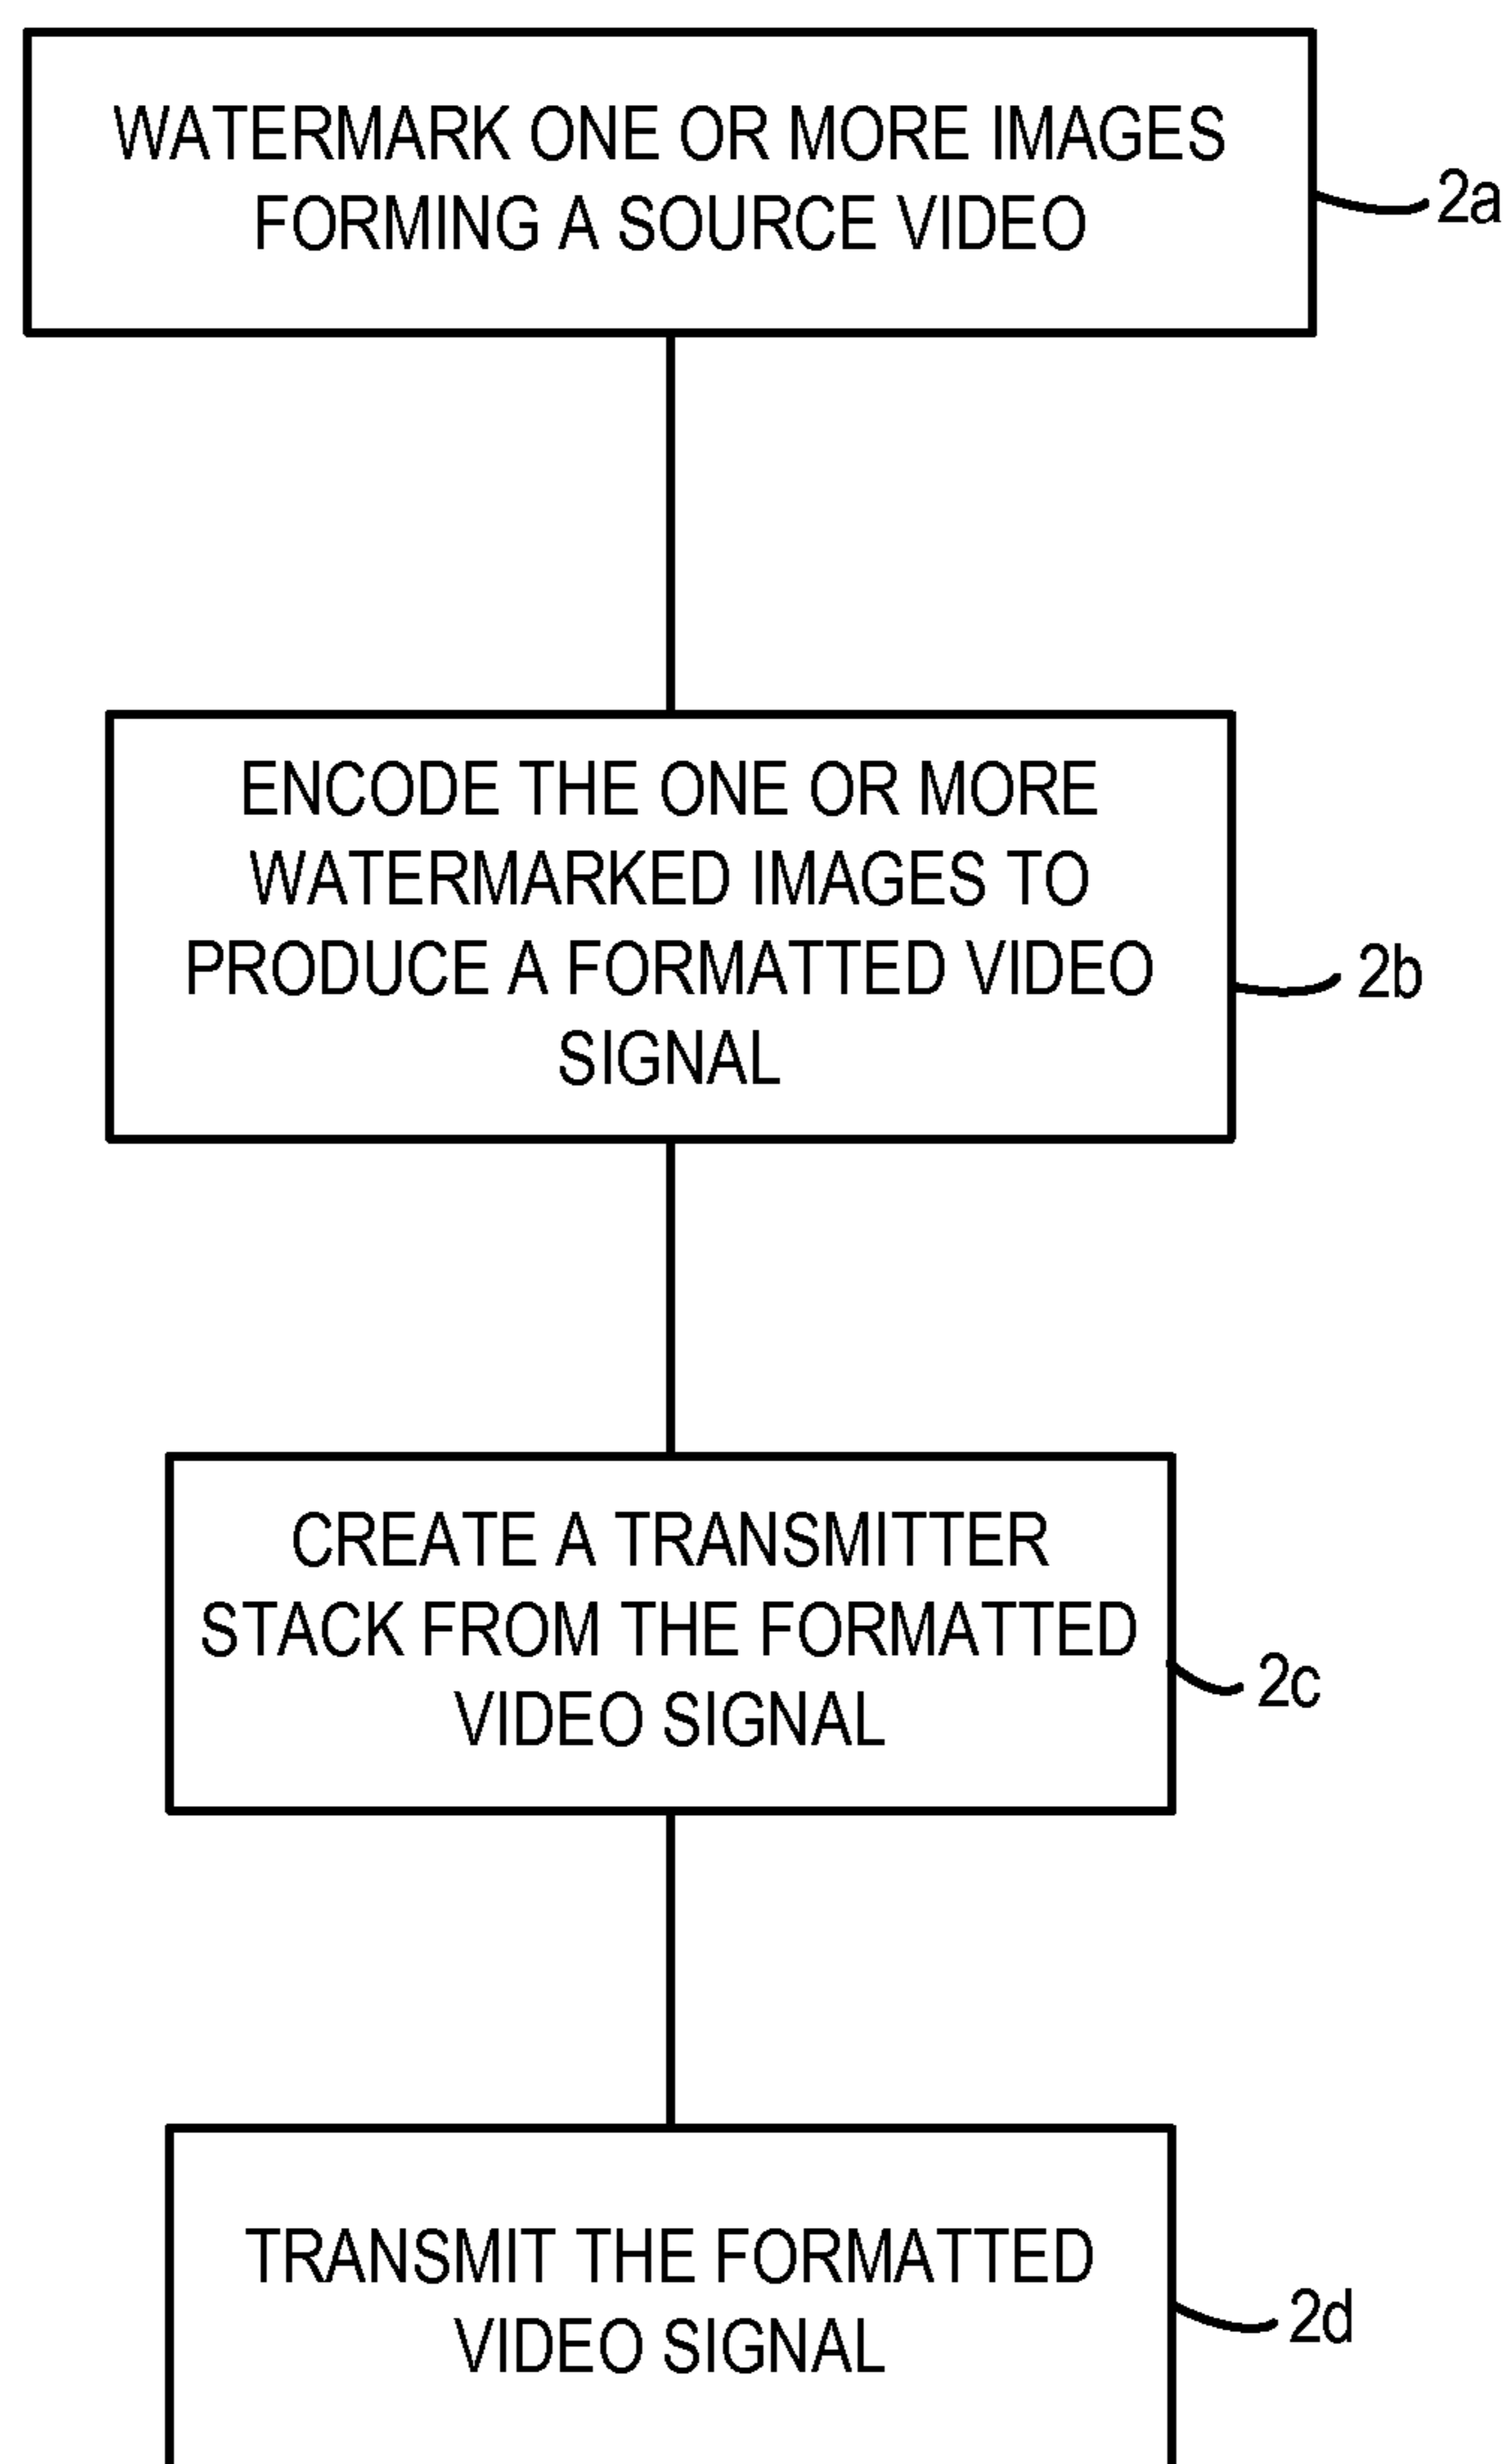 WATERMARK ONE OR MORE IMAGES
FORMING A SOURCE VIDEO
2a
ENCODE THE ONE OR MORE
WATERMARKED IMAGES TO
PRODUCE A FORMATTED VIDEO
SIGNAL
2b
CREATE A TRANSMITTER
STACK FROM THE FORMATTED
VIDEO SIGNAL
2c
TRANSMIT THE FORMATTED
VIDEO SIGNAL
2d